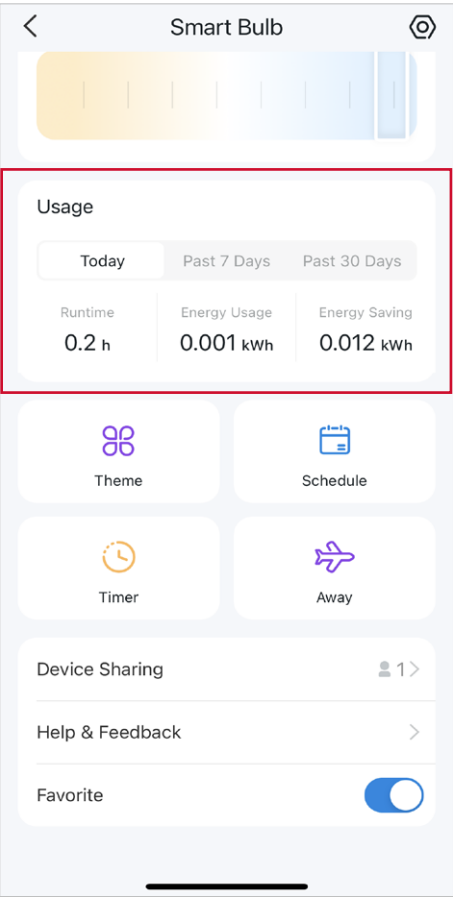 Smart Bulb
Usage
Today Past 7 Days Past 30 Days
Runtime Energy Usage Energy Saving
0.2 h 0.001 kWh 0.012 kWh
Theme Schedule
Timer Away
Device Sharing 1
Help & Feedback
Favorite